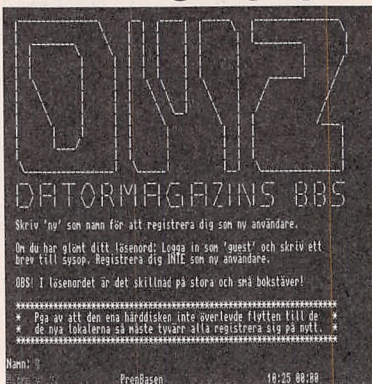 DMZ
DATORMAGAZINS BBS
Skriv 'ny' som namn för att registrera dig som ny användare.
Om du har glömt ditt lösenord: Logga in som 'guest' och skriv ett
brev till sysop. Registrera dig INTE som ny användare.
OBS! I lösenordet är det skillnad på stora och små bokstäver!
* Pga av att den ena hårddisken inte överlevde flytten till de *
* de nya lokalerna så måste tyvärr alla registrera sig på nytt. *
Namn:
PrenBasen 10:25 00:00